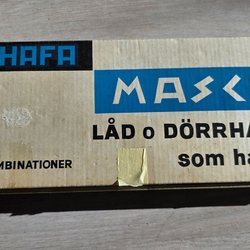 HAFA
MASC
LÅD o DÖRRHA
som ha
MBINATIONER